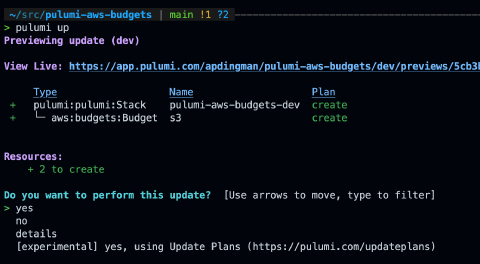 ~/src/pulumi-aws-budgets | main !1 ?2
> pulumi up
Previewing update (dev)
View Live: https://app.pulumi.com/apdingman/pulumi-aws-budgets/dev/previews/5cb3
Type Name Plan
+ pulumi:pulumi:Stack pulumi-aws-budgets-dev create
+ └─ aws:budgets:Budget s3 create
Resources:
+ 2 to create
Do you want to perform this update? [Use arrows to move, type to filter]
> yes
no
details
[experimental] yes, using Update Plans (https://pulumi.com/updateplans)